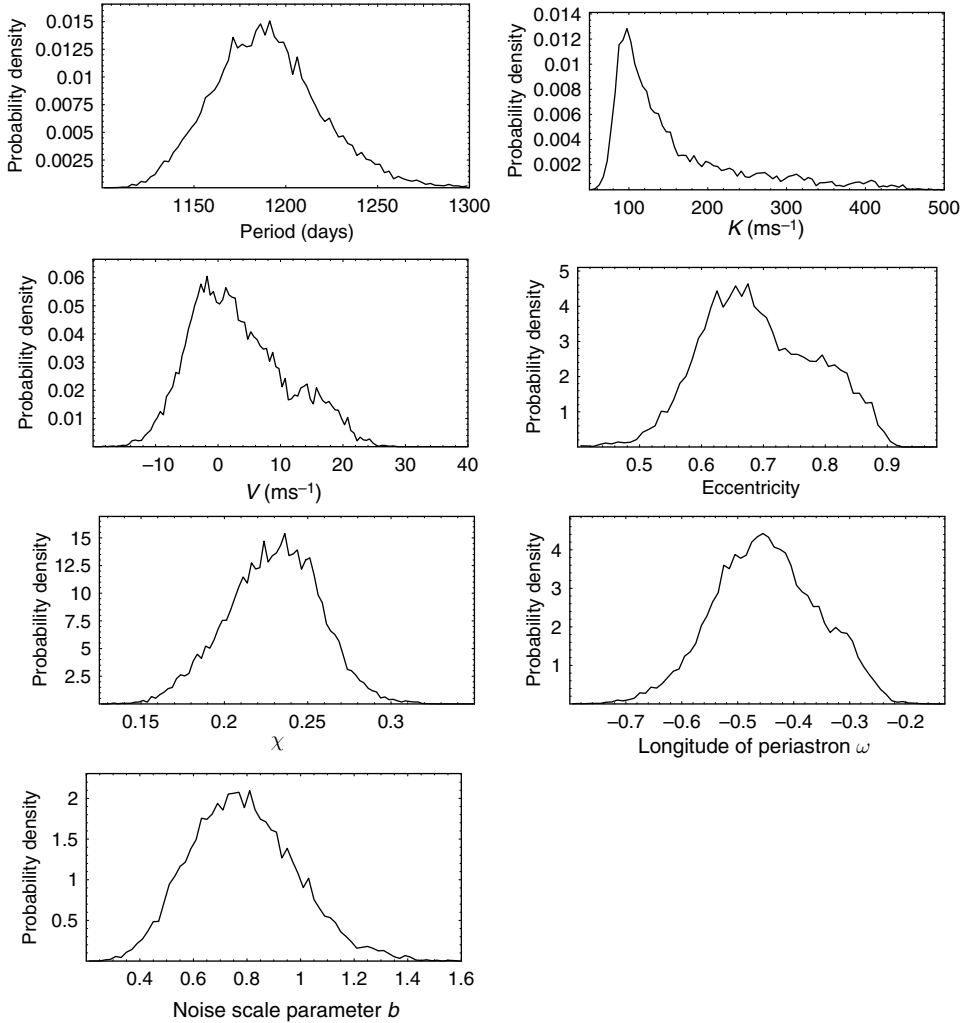 Probability density
0.015
0.0125
0.01
0.0075
0.005
0.0025
1150 1200 1250 1300
Period (days)
Probability density
0.014
0.012
0.01
0.008
0.006
0.004
0.002
100 200 300 400 500
K (ms–1)
Probability density
0.06
0.05
0.04
0.03
0.02
0.01
–10 0 10 20 30 40
V (ms–1)
Probability density
5
4
3
2
1
0.5 0.6 0.7 0.8 0.9
Eccentricity
Probability density
15
12.5
10
7.5
5
2.5
0.15 0.2 0.25 0.3
χ
Probability density
4
3
2
1
–0.7 –0.6 –0.5 –0.4 –0.3 –0.2
Longitude of periastron ω
Probability density
2
1.5
1
0.5
0.4 0.6 0.8 1 1.2 1.4 1.6
Noise scale parameter b